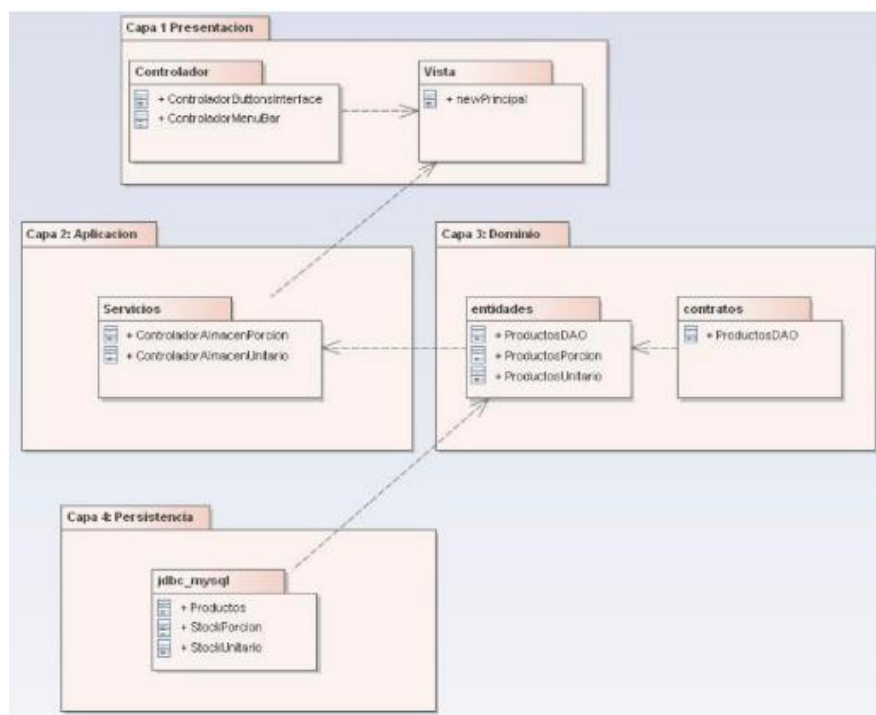 Capa 1 Presentacion
Controlador
+ ControladorButtonsInterface
+ ControladorMenuBar
Vista
+ newPrincipal
Capa 2: Aplicacion
Servicios
+ ControladorAlmacenPorcion
+ ControladorAlmacenUnitario
Capa 3: Dominio
entidades
+ ProductosDAO
+ ProductosPorcion
+ ProductosUnitario
contratos
+ ProductosDAO
Capa 4: Persistencia
jdbc_mysql
+ Productos
+ StockPorcion
+ StockUnitario